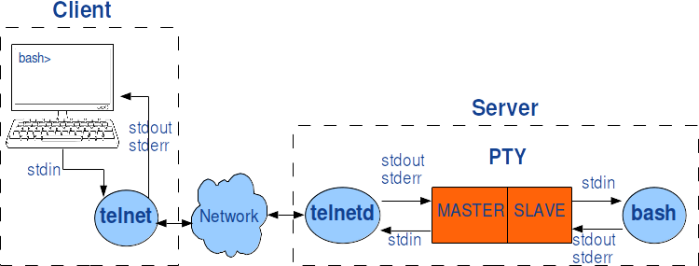 Client
bash>
stdout
stderr
stdin
telnet
Network
Server
PTY
stdout
stderr
stdin
telnetd
MASTER
SLAVE
bash
stdin
stdout
stderr